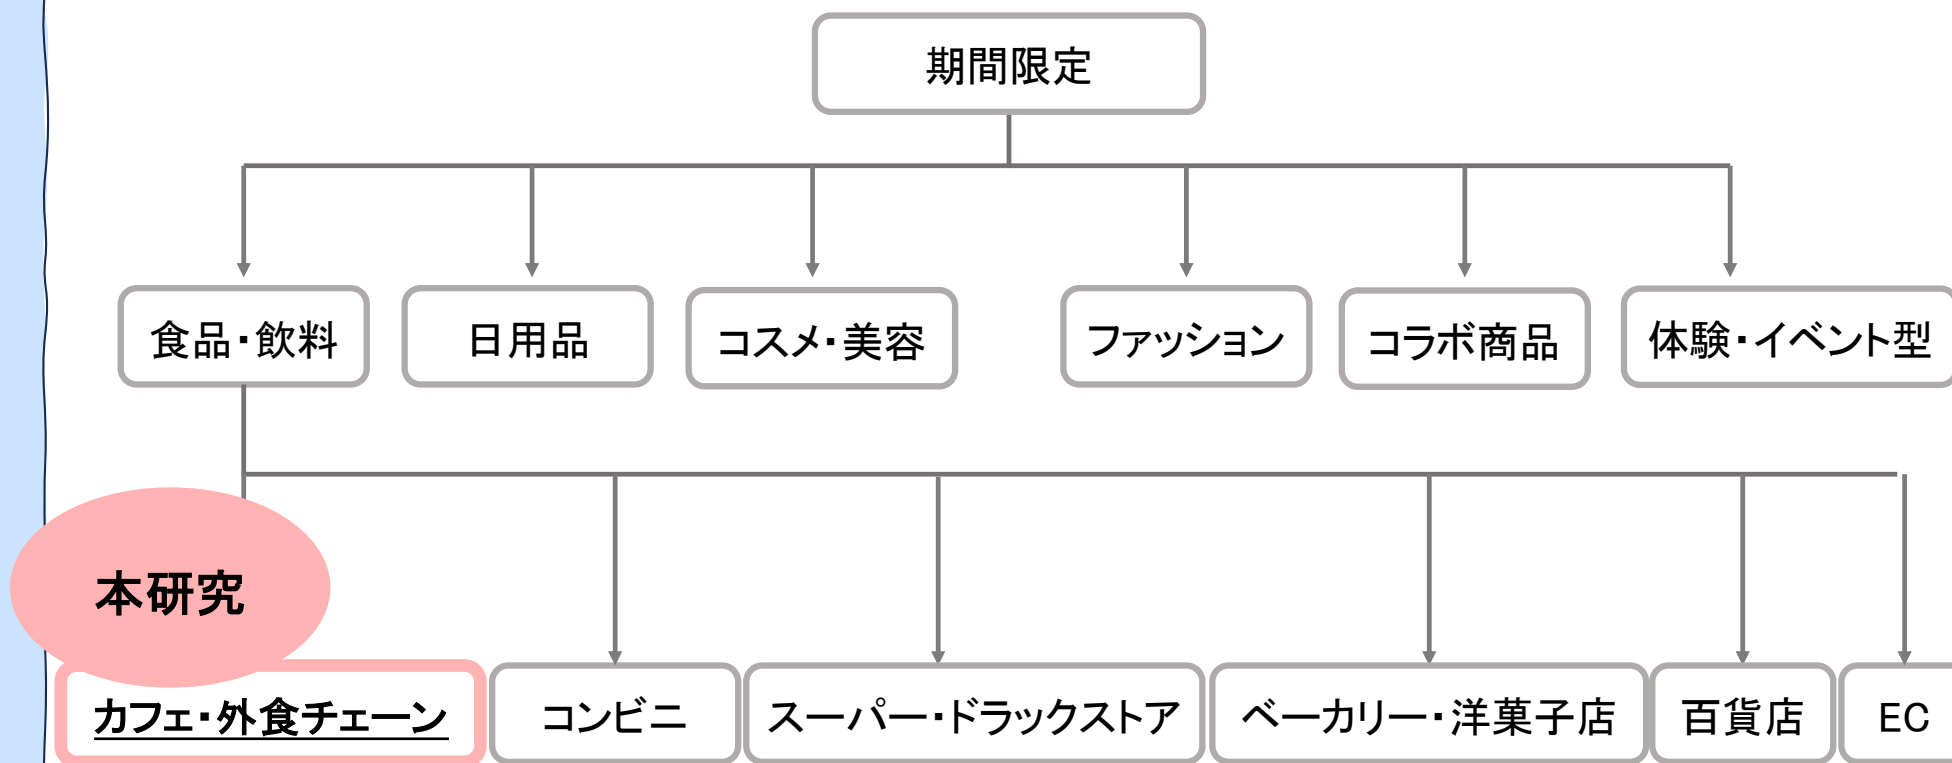 期間限定
食品・飲料
日用品
コスメ・美容
ファッション
コラボ商品
体験・イベント型
本研究
カフェ・外食チェーン
コンビニ
スーパー・ドラックストア
ベーカリー・洋菓子店
百貨店
EC